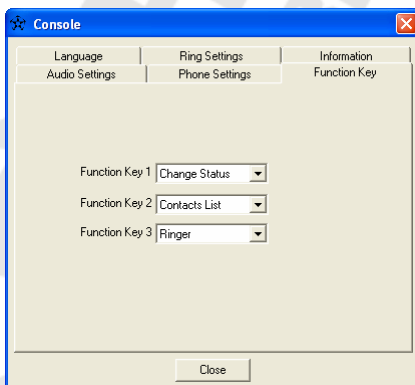 Console
Language Ring Settings Information
Audio Settings Phone Settings Function Key
Function Key 1 Change Status
Function Key 2 Contacts List
Function Key 3 Ringer
Close